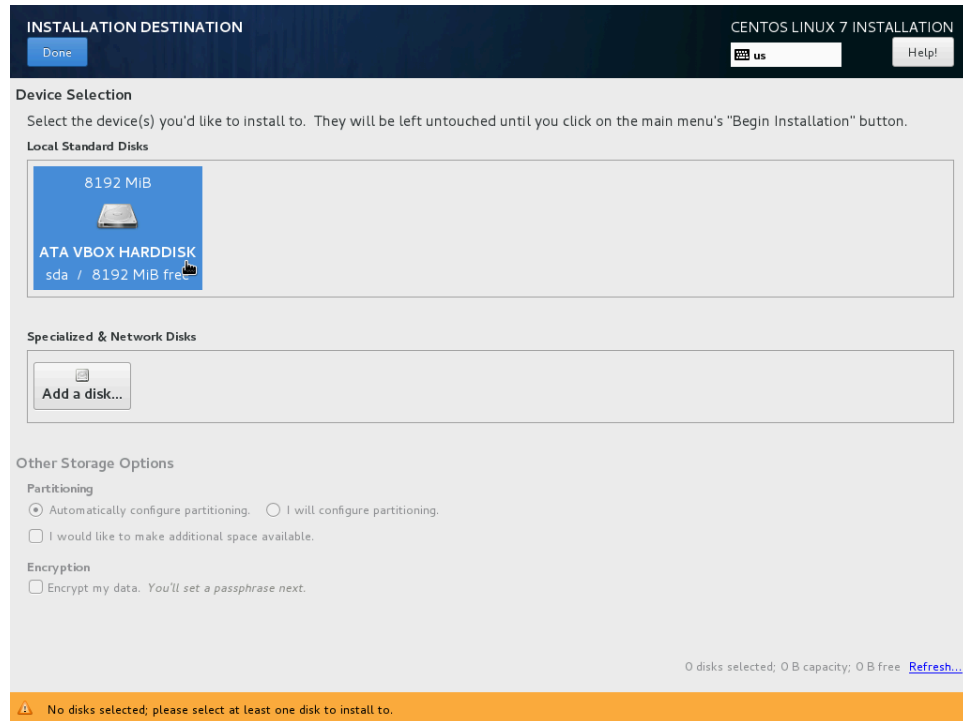 INSTALLATION DESTINATION
CENTOS LINUX 7 INSTALLATION
Done
us
Help!
Device Selection
Select the device(s) you'd like to install to.  They will be left untouched until you click on the main menu's "Begin Installation" button.
Local Standard Disks
8192 MiB
ATA VBOX HARDDISK
sda / 8192 MiB free
Specialized & Network Disks
Add a disk...
Other Storage Options
Partitioning
Automatically configure partitioning. I will configure partitioning.
I would like to make additional space available.
Encryption
Encrypt my data. You'll set a passphrase next.
0 disks selected; 0 B capacity; 0 B free Refresh...
No disks selected; please select at least one disk to install to.